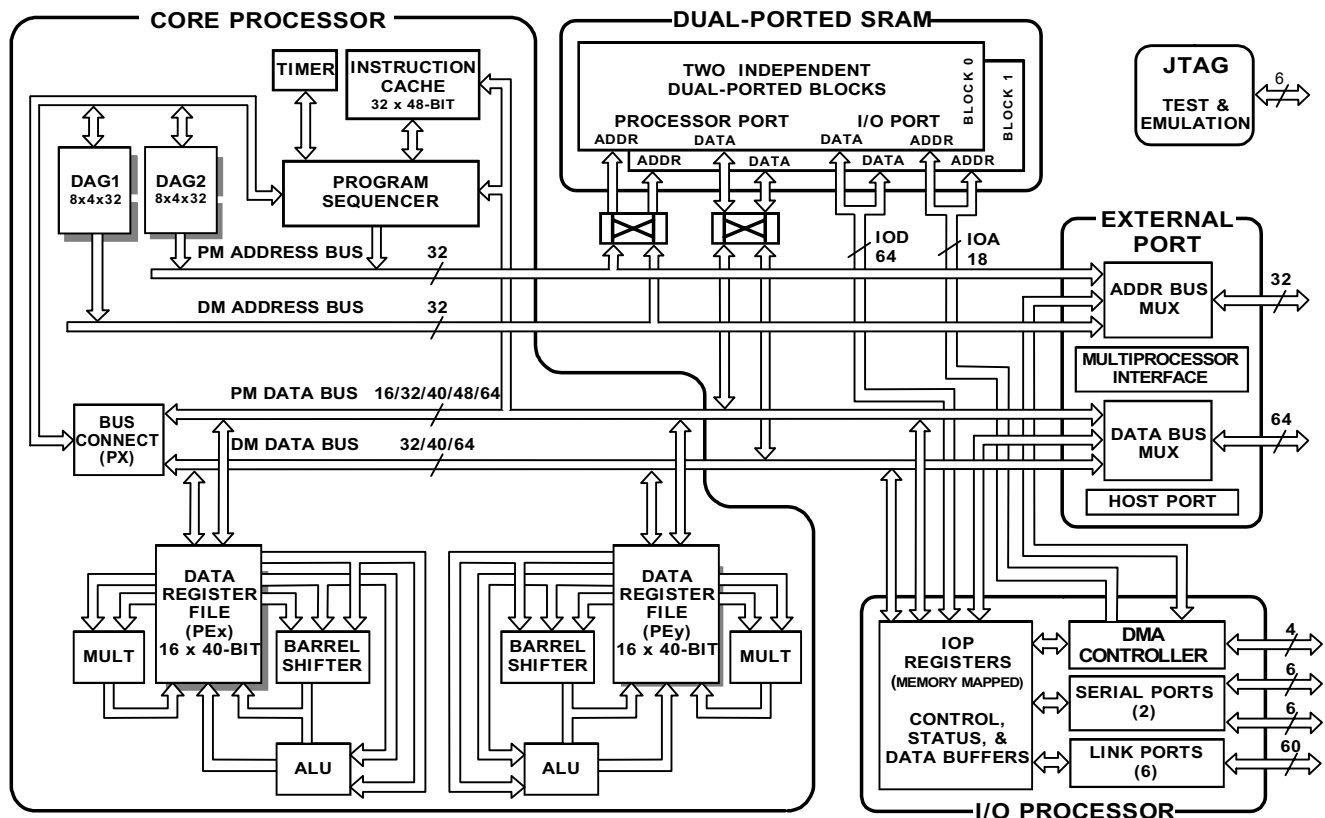 CORE PROCESSOR
TIMER
INSTRUCTION
CACHE
32 x 48-BIT
DAG1
8x4x32
DAG2
8x4x32
PROGRAM
SEQUENCER
PM ADDRESS BUS 32
DM ADDRESS BUS 32
PM DATA BUS 16/32/40/48/64
DM DATA BUS 32/40/64
BUS
CONNECT
(PX)
DATA
REGISTER
FILE
(PEx)
16 x 40-BIT
MULT
BARREL
SHIFTER
ALU
DATA
REGISTER
FILE
(PEy)
16 x 40-BIT
BARREL
SHIFTER
MULT
ALU
DUAL-PORTED SRAM
TWO INDEPENDENT
DUAL-PORTED BLOCKS
PROCESSOR PORT
I/O PORT
ADDR DATA DATA ADDR
ADDR DATA DATA ADDR
BLOCK 0
BLOCK 1
IOD
64
IOA
18
JTAG
TEST &
EMULATION
6
EXTERNAL
PORT
ADDR BUS
MUX
32
MULTIPROCESSOR
INTERFACE
DATA BUS
MUX
64
HOST PORT
IOP
REGISTERS
(MEMORY MAPPED)
CONTROL,
STATUS, &
DATA BUFFERS
DMA
CONTROLLER
4
SERIAL PORTS
(2)
6
6
LINK PORTS
(6)
60
I/O PROCESSOR